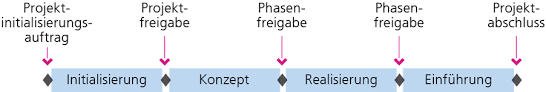 Projekt-
initialisierungs-
auftrag
Projekt-
freigabe
Phasen-
freigabe
Phasen-
freigabe
Projekt-
abschluss
Initialisierung
Konzept
Realisierung
Einführung